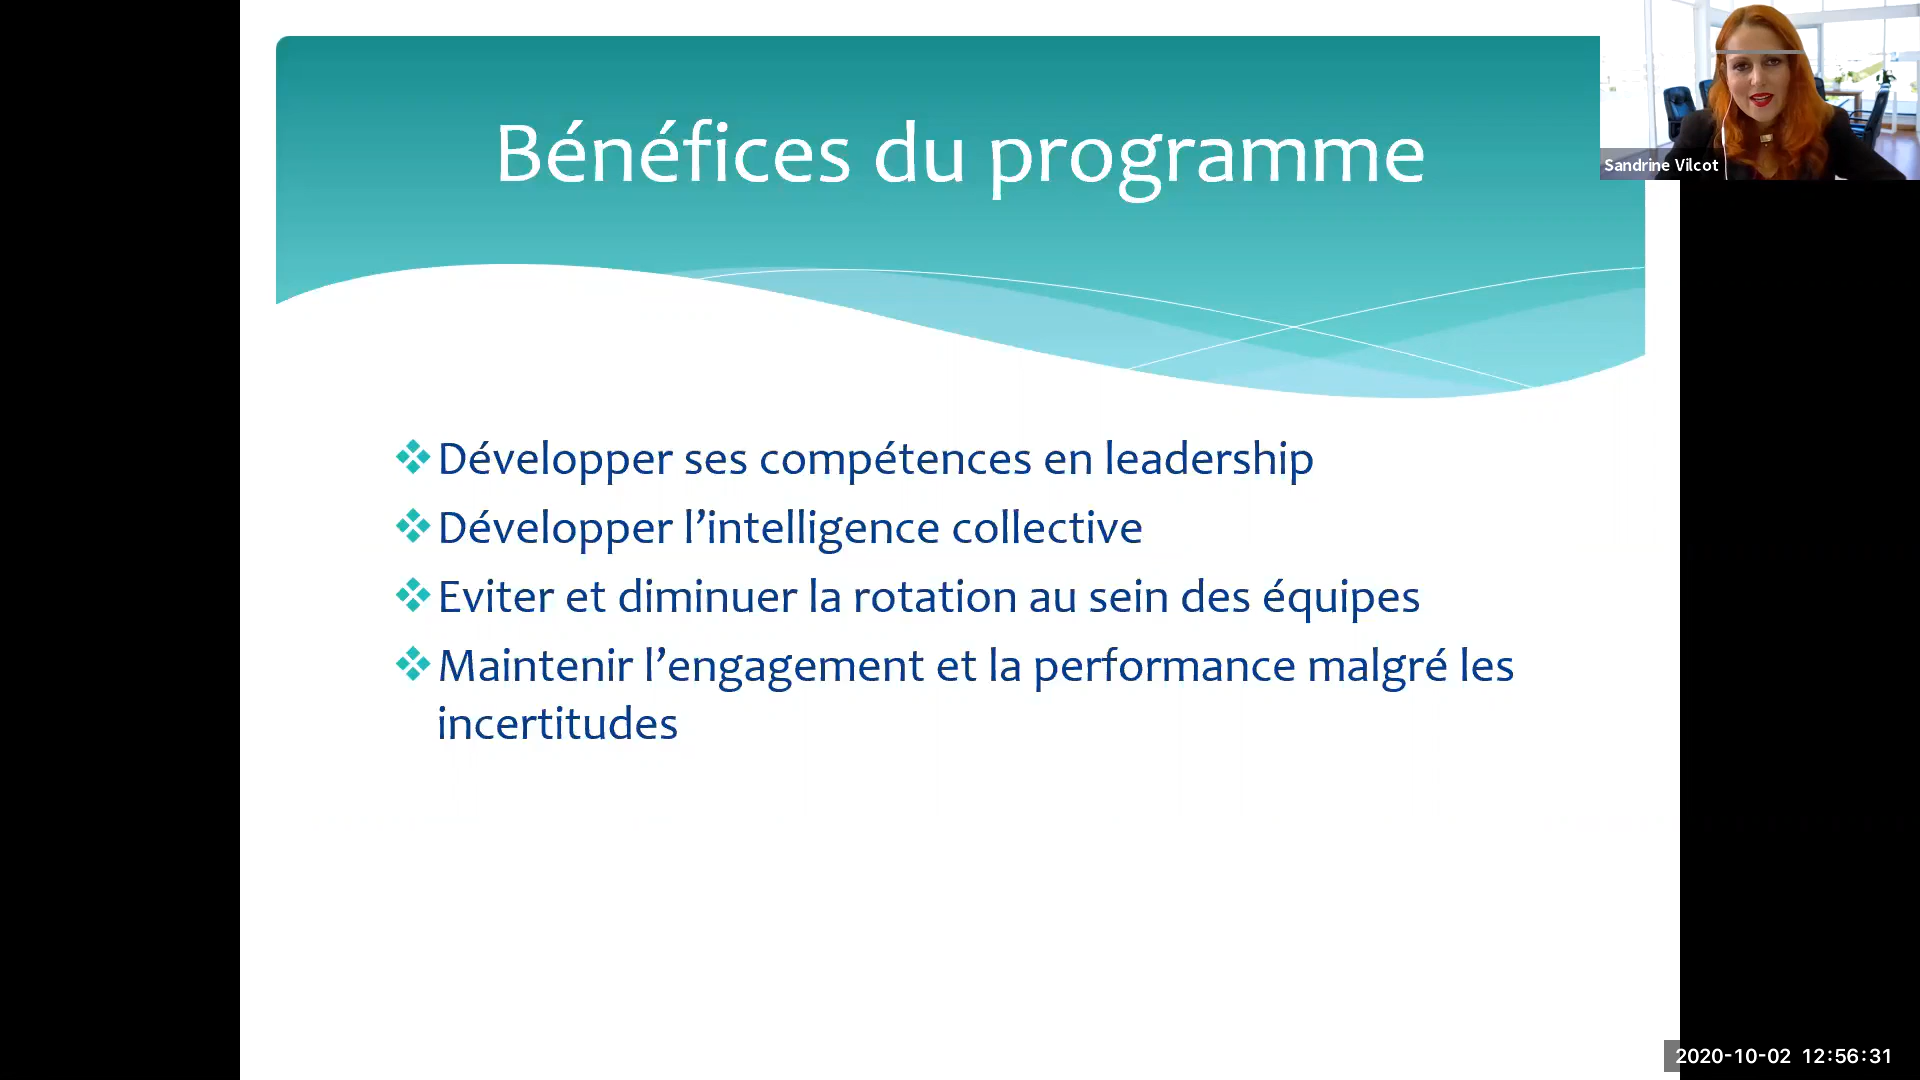 Bénéfices du programme
Sandrine Vilcot
Développer ses compétences en leadership
Développer l’intelligence collective
Eviter et diminuer la rotation au sein des équipes
Maintenir l’engagement et la performance malgré les
incertitudes
2020-10-02 12:56:31